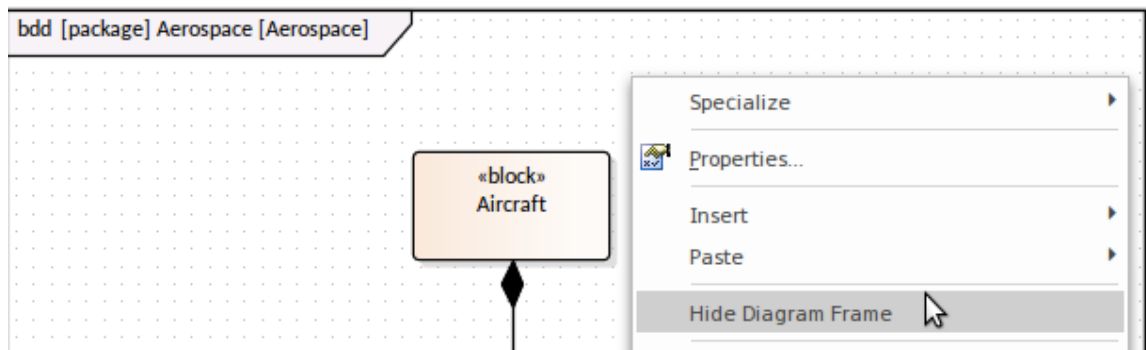 bdd [package] Aerospace [Aerospace]
«block»
Aircraft
Specialize
Properties...
Insert
Paste
Hide Diagram Frame